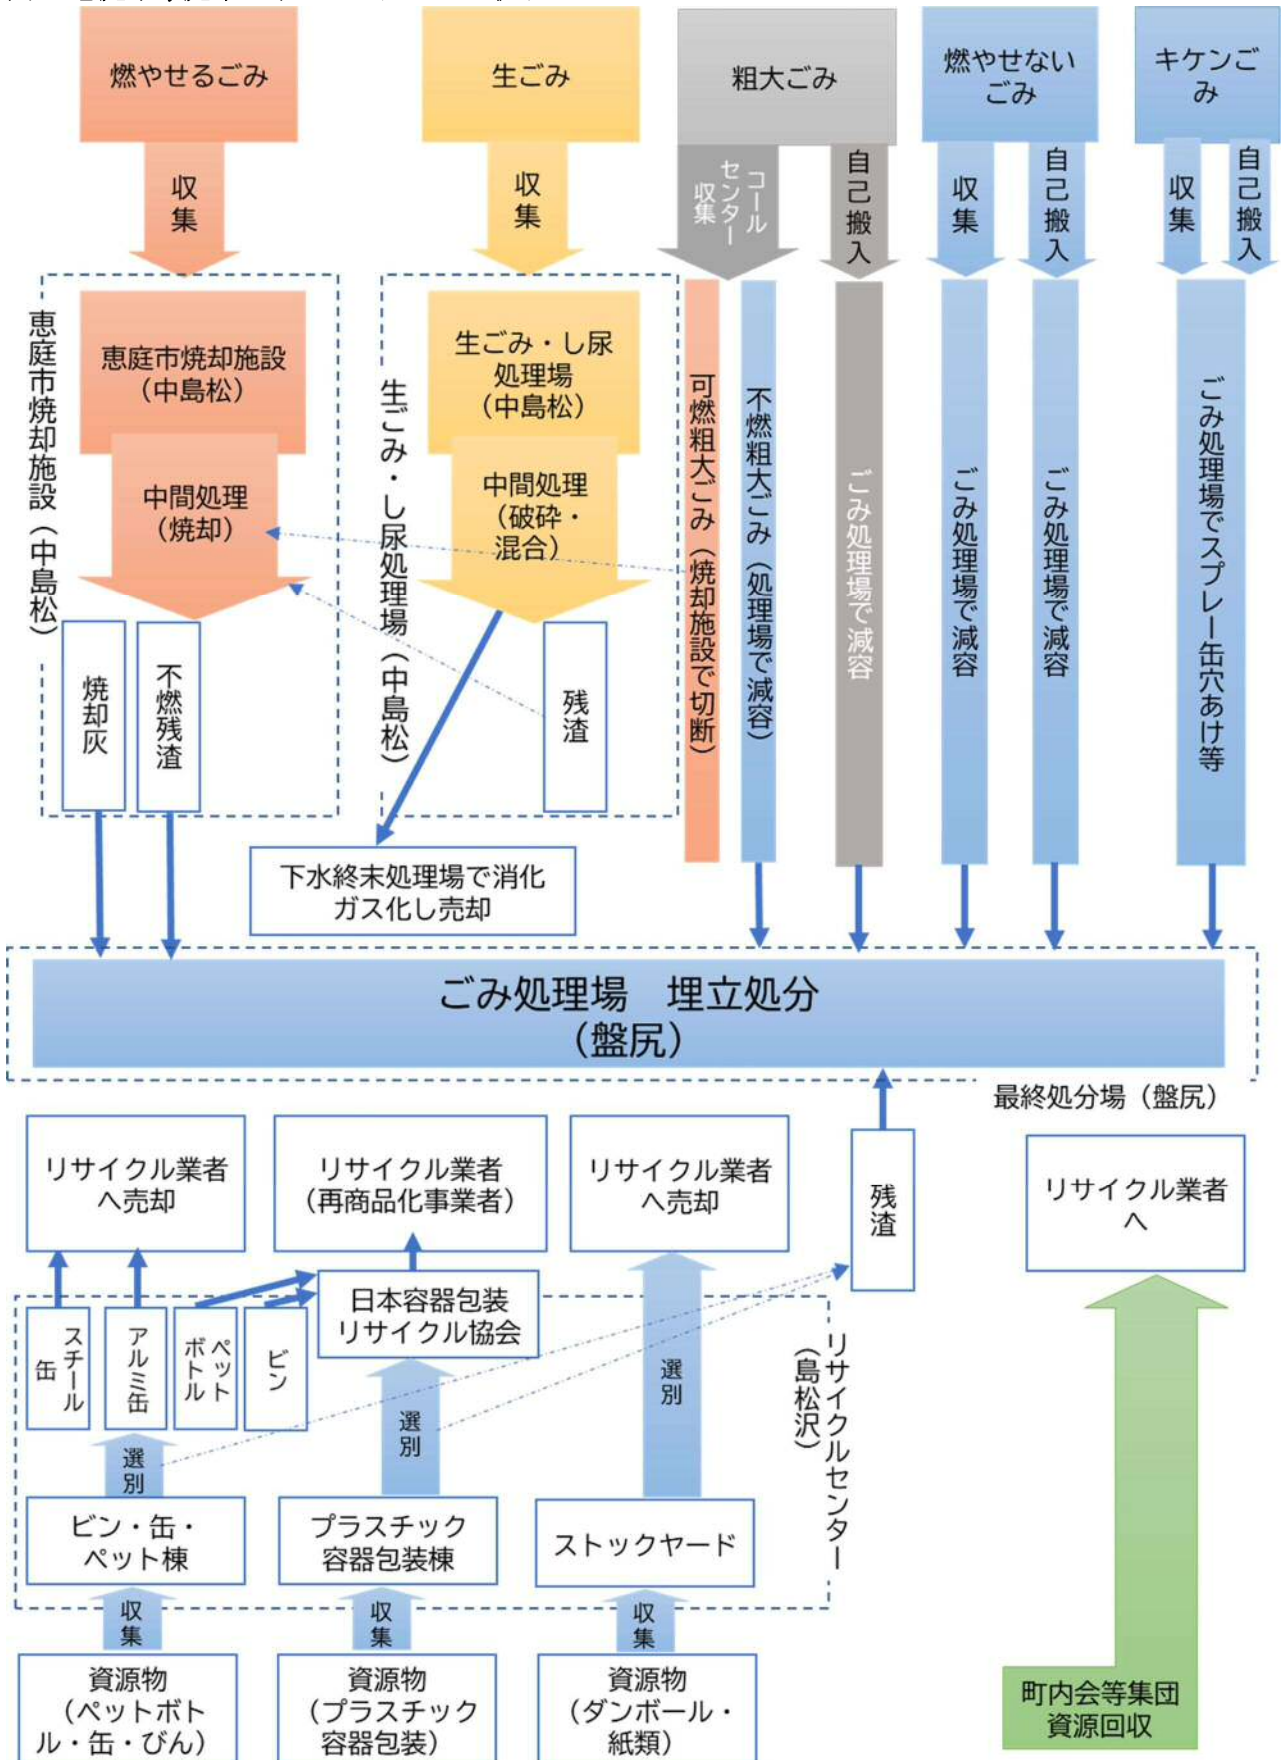 燃やせるごみ
生ごみ
粗大ごみ
燃やせない
ごみ
キケンご
み
収集
収集
コール
センター
収集
自己搬入
収集
自己搬入
収集
自己搬入
恵庭市焼却施設（中島松）
恵庭市焼却施設
（中島松）
中間処理
（焼却）
焼却灰
不燃残渣
生ごみ・し尿処理場（中島松）
生ごみ・し尿
処理場
（中島松）
中間処理
（破砕・
混合）
残渣
可燃粗大ごみ（焼却施設で切断）
不燃粗大ごみ（処理場で減容）
ごみ処理場で減容
ごみ処理場で減容
ごみ処理場で減容
ごみ処理場でスプレー缶穴あけ等
下水終末処理場で消化
ガス化し売却
ごみ処理場　埋立処分
（盤尻）
最終処分場（盤尻）
リサイクル業者
へ売却
リサイクル業者
（再商品化事業者）
リサイクル業者
へ売却
残渣
リサイクル業者
へ
スチール
缶
アルミ缶
ペット
ボトル
ビン
日本容器包装
リサイクル協会
選別
選別
選別
リサイクルセンター
（島松沢）
ビン・缶・
ペット棟
プラスチック
容器包装棟
ストックヤード
収集
収集
収集
資源物
（ペットボト
ル・缶・びん）
資源物
（プラスチック
容器包装）
資源物
（ダンボール・
紙類）
町内会等集団
資源回収